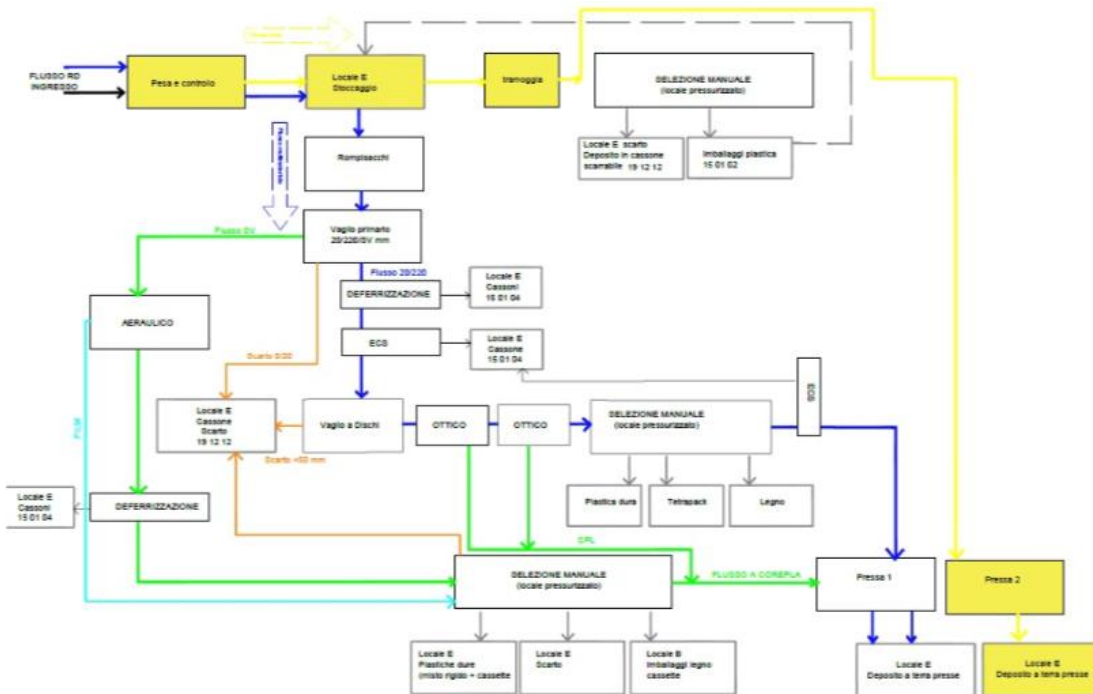 FLUSSO RD
INGRESSO
Pesa e controllo
Locale E
Stoccaggio
tramoggia
SELEZIONE MANUALE
(locale pressurizzato)
Locale E scarto
Deposito in cassone
scarrabile 19 12 12
Imballaggi plastica
15 01 02
Rompisacchi
Vaglio primario
20/220/SV mm
Flusso SV
Flusso 20/220
DEFERRIZZAZIONE
Locale E
Cassoni
15 01 04
AERAULICO
ECS
Locale E
Cassone
15 01 04
Scarto 0/20
ECS
Locale E
Cassone
Scarto
19 12 12
Vaglio a Dischi
OTTICO
OTTICO
SELEZIONE MANUALE
(locale pressurizzato)
FILM
Scarto <50 mm
Plastica dura
Tetrapack
Legno
Locale E
Cassoni
15 01 04
DEFERRIZZAZIONE
CPL
SELEZIONE MANUALE
(locale pressurizzato)
FLUSSO A COREPLA
Pressa 1
Pressa 2
Locale E
Plastiche dure
(misto rigido + cassette
Locale E
Scarto
Locale B
Imballaggi legno
cassette
Locale E
Deposito a terra presse
Locale E
Deposito a terra presse